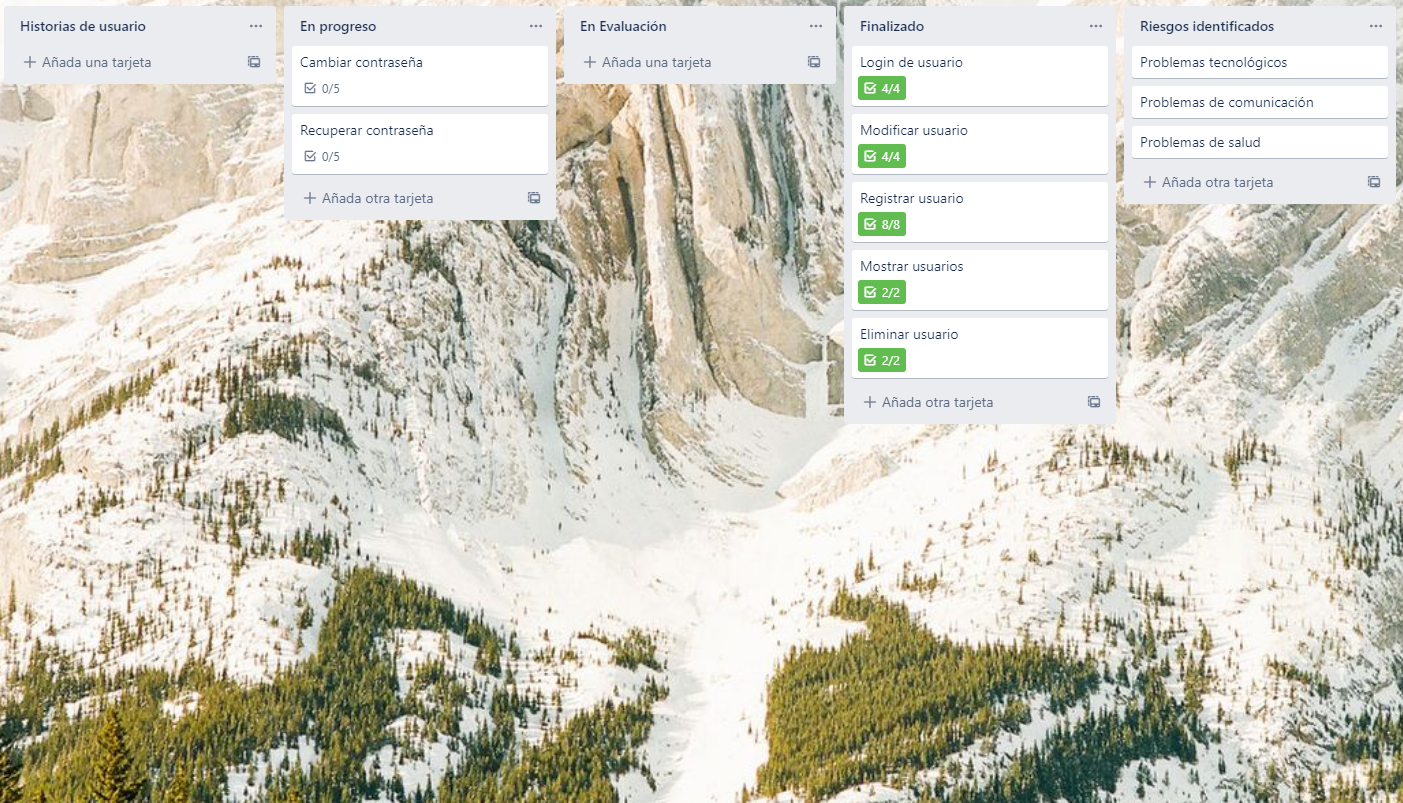 Historias de usuario
Añada una tarjeta
En progreso
Cambiar contraseña
0/5
Recuperar contraseña
0/5
Añada otra tarjeta
En Evaluación
Añada una tarjeta
Finalizado
Login de usuario
4/4
Modificar usuario
4/4
Registrar usuario
8/8
Mostrar usuarios
2/2
Eliminar usuario
2/2
Añada otra tarjeta
Riesgos identificados
Problemas tecnológicos
Problemas de comunicación
Problemas de salud
Añada otra tarjeta